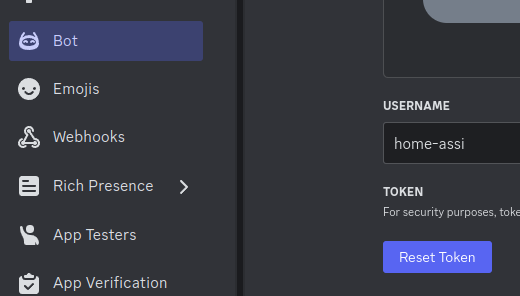 Bot
Emojis
Webhooks
Rich Presence
App Testers
App Verification
USERNAME
home-assi
TOKEN
For security purposes, toke
Reset Token